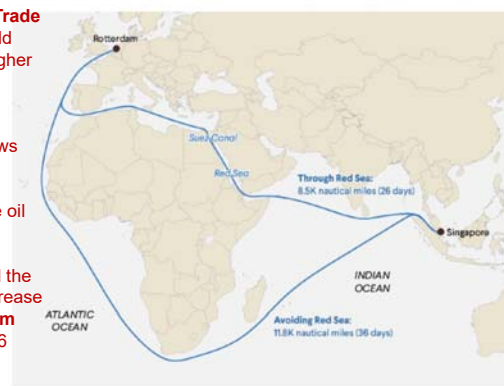 Trade
ld
gher
ws
e oil
d the
rease
m
6
Rotterdam
Suez Canal
Red Sea
Through Red Sea:
8.5K nautical miles (26 days)
Singapore
INDIAN
OCEAN
ATLANTIC
OCEAN
Avoiding Red Sea:
11.8K nautical miles (36 days)